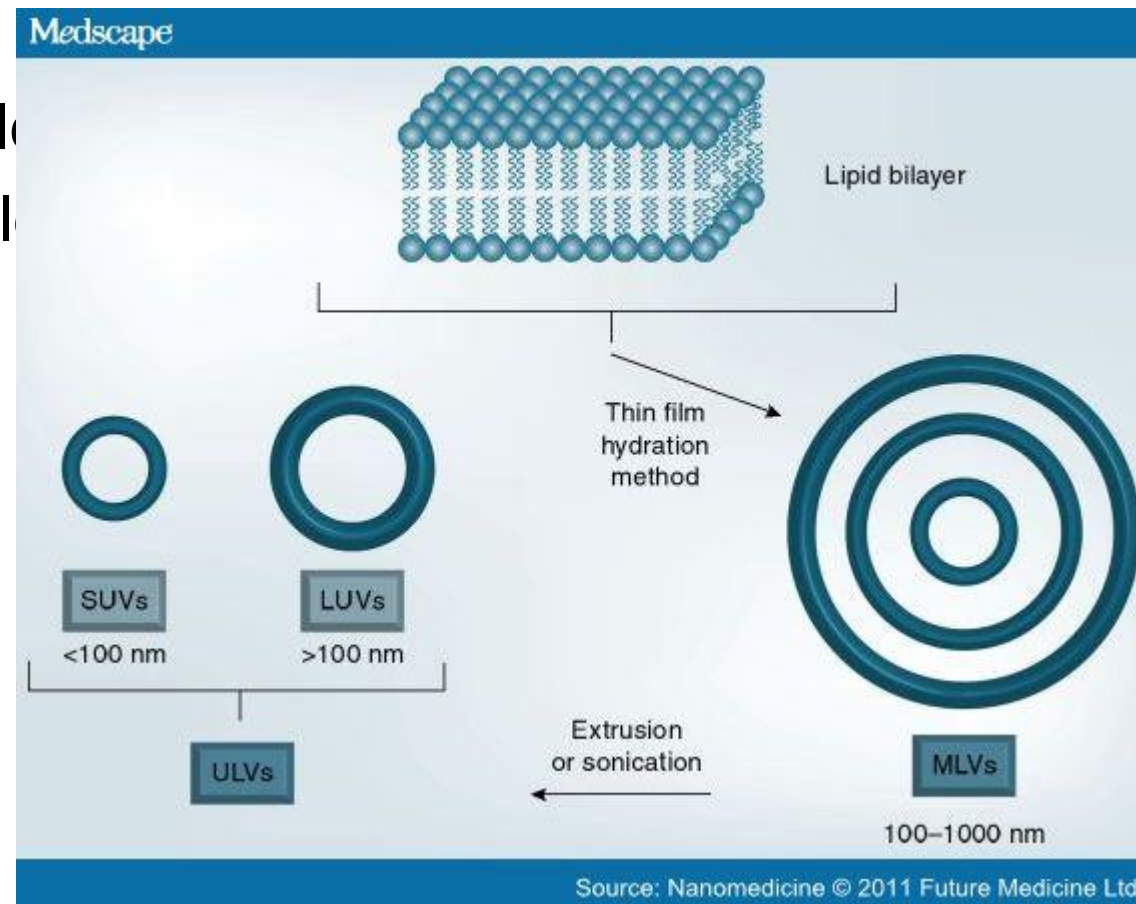 Medscape
Lipid bilayer
Thin film
hydration
method
SUVs
LUVs
<100 nm
>100 nm
Extrusion
or sonication
ULVs
MLVs
100–1000 nm
Source: Nanomedicine © 2011 Future Medicine Ltd